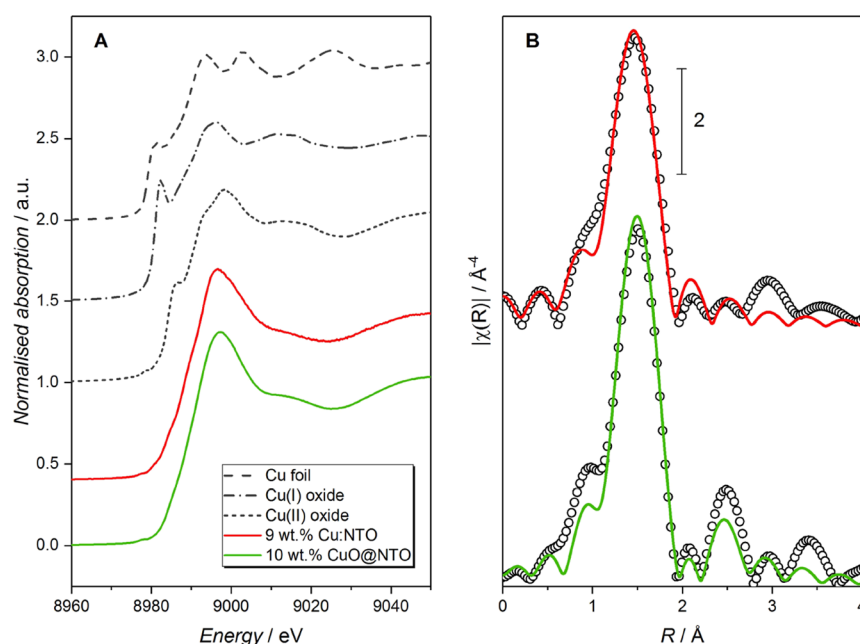 A
B
3.0
2.5
2.0
1.5
1.0
0.5
0.0
Normalised absorption / a.u.
Cu foil
Cu(I) oxide
Cu(II) oxide
9 wt.% Cu:NTO
10 wt.% CuO@NTO
8960 8980 9000 9020 9040
Energy / eV
2
|χ(R)| / Å⁻⁴
0 1 2 3 4
R / Å